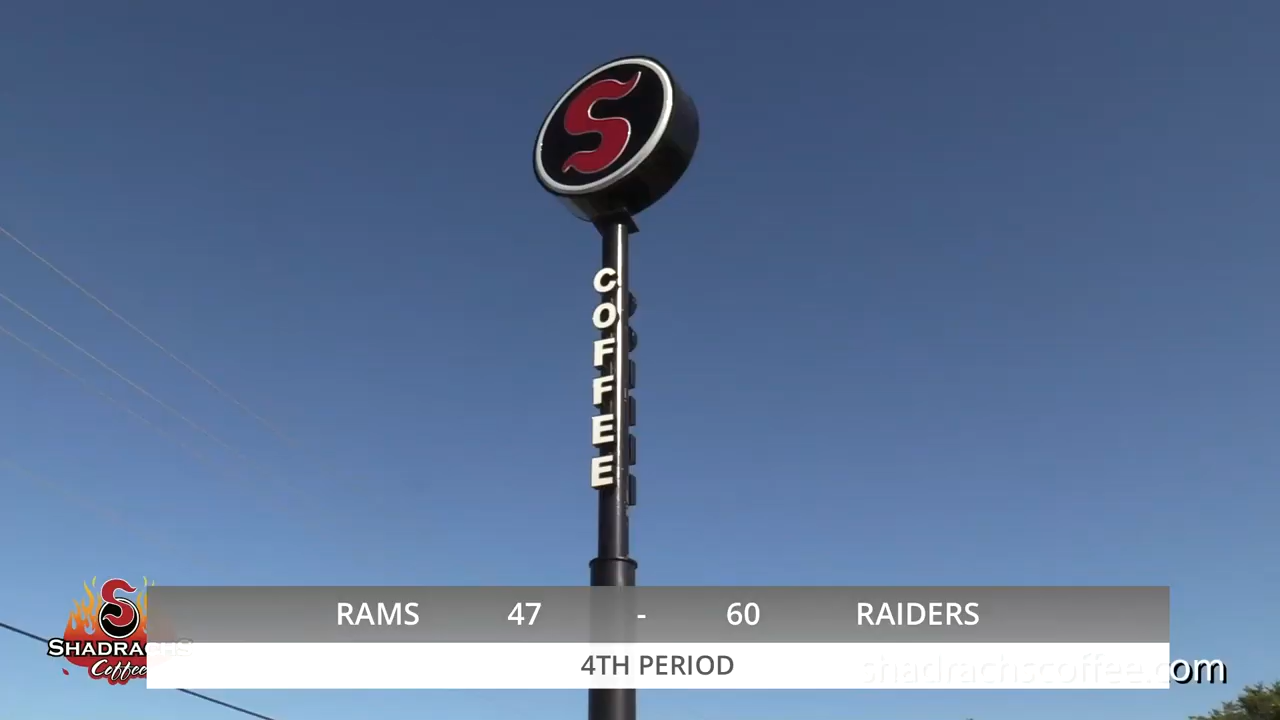 S
COFFEE
S
SHADRACHS
Coffee
RAMS 47 - 60 RAIDERS
4TH PERIOD
shadrachscoffee.com